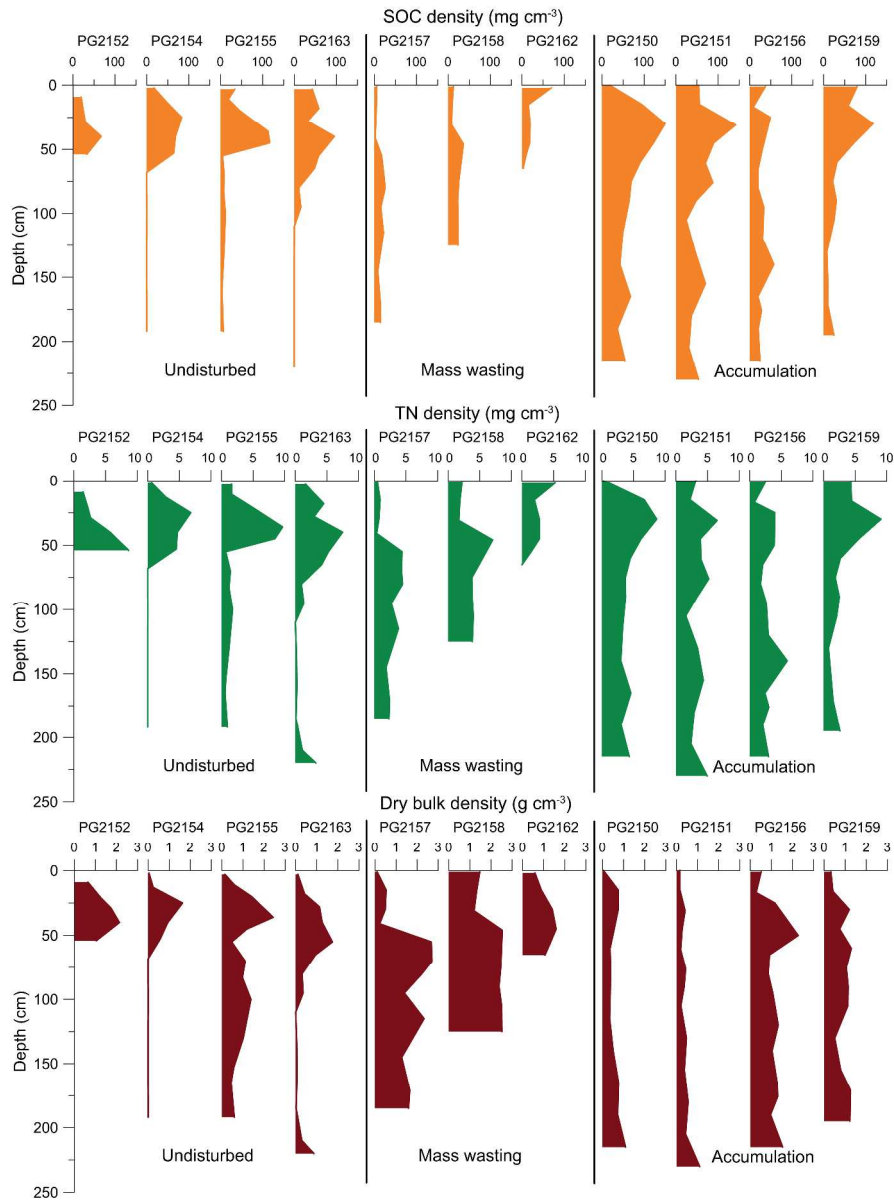 SOC density (mg cm⁻³)
PG2152 PG2154 PG2155 PG2163 PG2157 PG2158 PG2162 PG2150 PG2151 PG2156 PG2159
0 100 0 100 0 100 0 100 0 100 0 100 0 100 0 100 0 100 0 100 0 100
0
50
100
150
200
250
Depth (cm)
Undisturbed Mass wasting Accumulation
TN density (mg cm⁻³)
PG2152 PG2154 PG2155 PG2163 PG2157 PG2158 PG2162 PG2150 PG2151 PG2156 PG2159
0 5 10 0 5 10 0 5 10 0 5 10 0 5 10 0 5 10 0 5 10 0 5 10 0 5 10 0 5 10 0 5 10
0
50
100
150
200
250
Depth (cm)
Undisturbed Mass wasting Accumulation
Dry bulk density (g cm⁻³)
PG2152 PG2154 PG2155 PG2163 PG2157 PG2158 PG2162 PG2150 PG2151 PG2156 PG2159
0 1 2 3 0 1 2 3 0 1 2 3 0 1 2 3 0 1 2 3 0 1 2 3 0 1 2 3 0 1 2 3 0 1 2 3 0 1 2 3 0 1 2 3
0
50
100
150
200
250
Depth (cm)
Undisturbed Mass wasting Accumulation